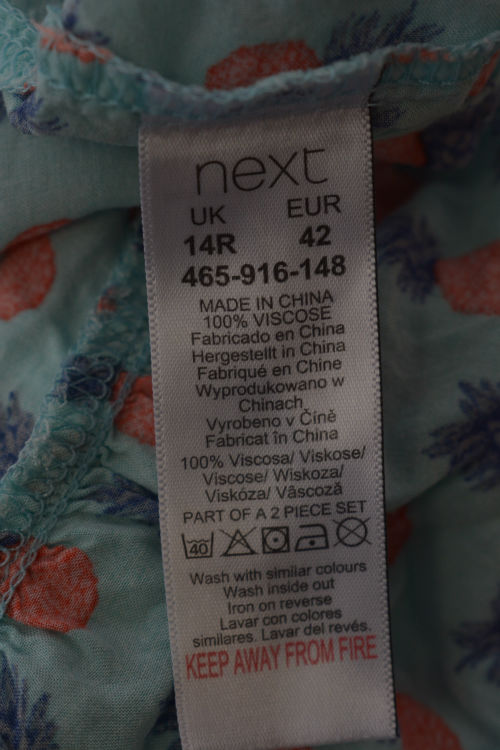 next
UK EUR
14R 42
465-916-148
MADE IN CHINA
100% VISCOSE
Fabricado en China
Hergestellt in China
Fabriqué en Chine
Wyprodukowano w
Chinach
Vyrobeno v Číně
Fabricat în China
100% Viscosa/ Viskose/
Viscose/ Wiskoza/
Viskóza/ Vâscoză
PART OF A 2 PIECE SET
40
Wash with similar colours
Wash inside out
Iron on reverse
Lavar con colores
similares. Lavar del revés.
KEEP AWAY FROM FIRE